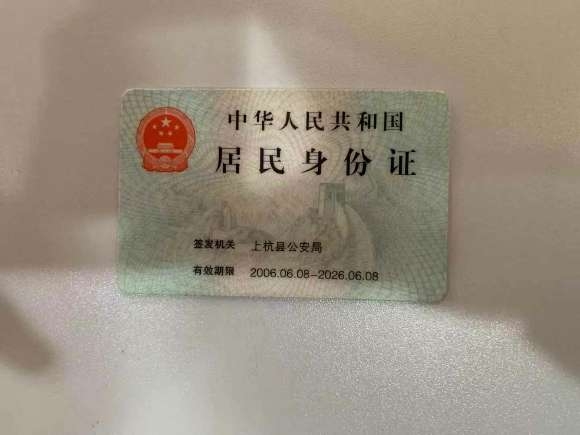 中华人民共和国
居民身份证
签发机关 上杭县公安局
有效期限 2006.06.08-2026.06.08